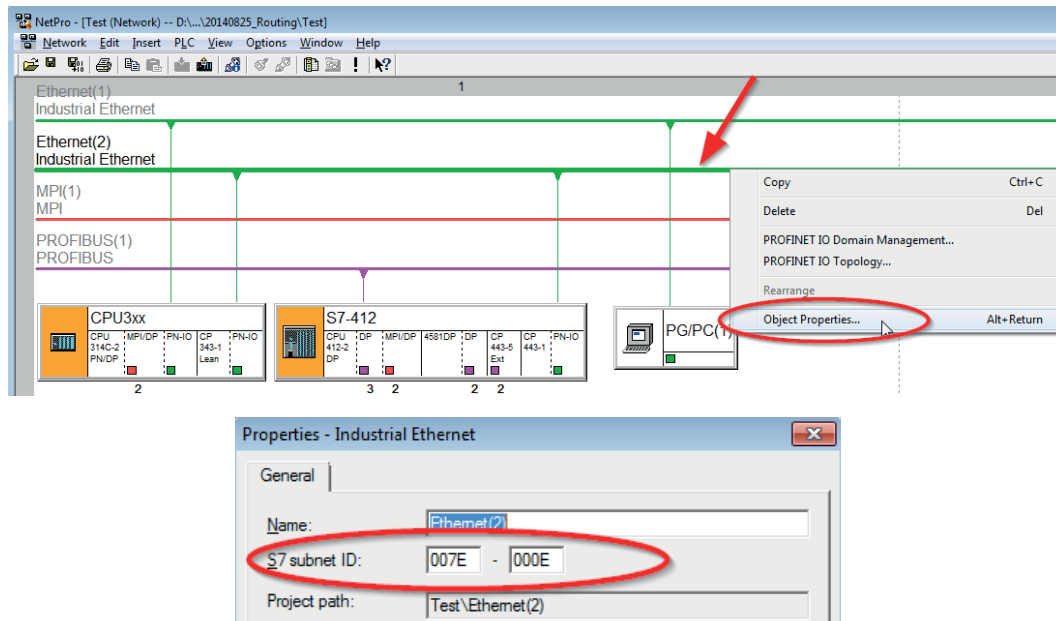 NetPro - [Test (Network) -- D:\...\20140825_Routing\Test]
Network Edit Insert PLC View Options Window Help
1
Ethernet(1)
Industrial Ethernet
Ethernet(2)
Industrial Ethernet
MPI(1)
MPI
PROFIBUS(1)
PROFIBUS
Copy Ctrl+C
Delete Del
PROFINET IO Domain Management...
PROFINET IO Topology...
Rearrange
Object Properties... Alt+Return
CPU3xx
CPU 314C-2 PN/DP
MPI/DP
PN-IO
CP 343-1 Lean
PN-IO
2
S7-412
CPU 412-2 DP
DP
MPI/DP
4581DP
DP
CP 443-5 Ext
CP 443-1
PN-IO
3 2 2 2
PG/PC(1)
Properties - Industrial Ethernet
General
Name: Ethernet(2)
S7 subnet ID: 007E - 000E
Project path: Test\Ethernet(2)